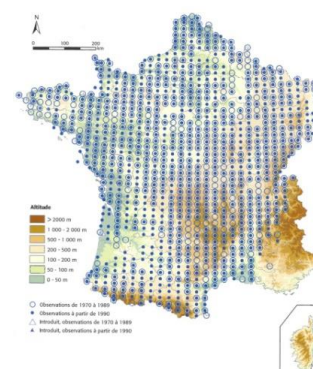 N
0 100 200
km
Altitude
> 2000 m
1 000 - 2 000 m
500 - 1 000 m
200 - 500 m
100 - 200 m
50 - 100 m
0 - 50 m
Observations de 1970 à 1989
Observations à partir de 1990
Introduit, observations de 1970 à 1989
Introduit, observations à partir de 1990